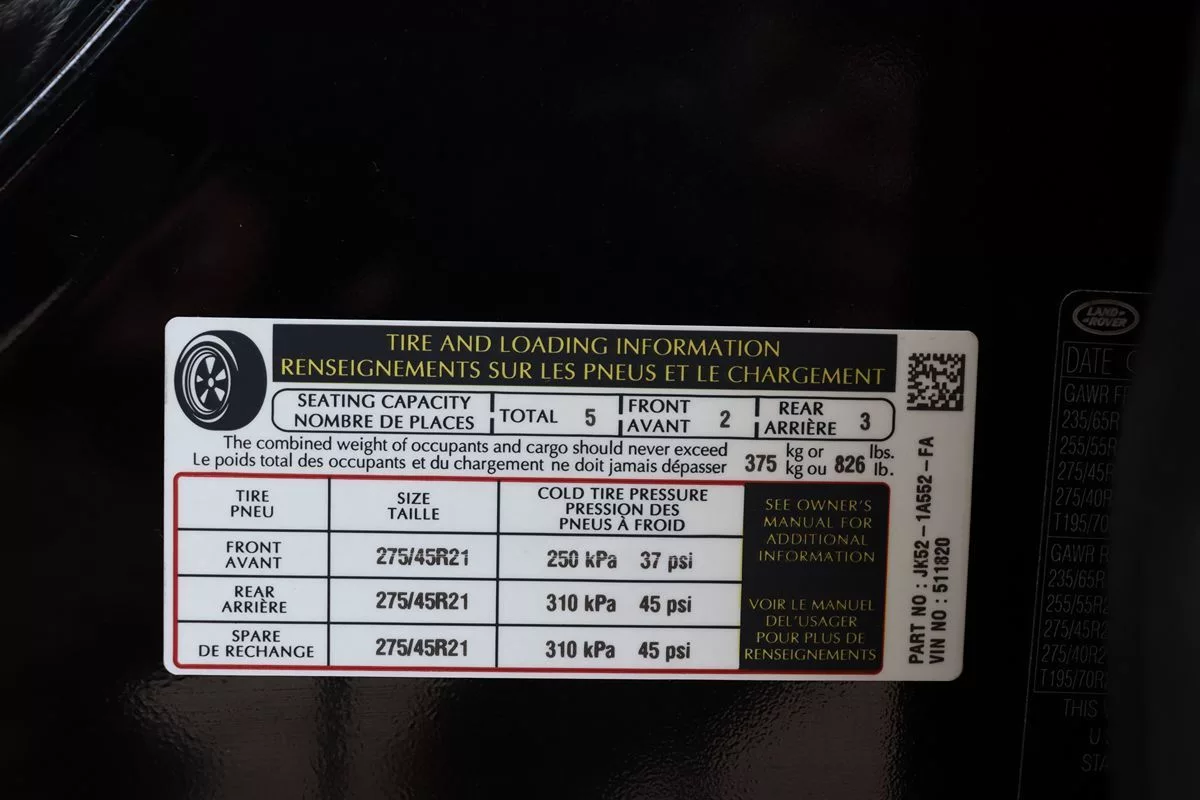 TIRE AND LOADING INFORMATION
RENSEIGNEMENTS SUR LES PNEUS ET LE CHARGEMENT
SEATING CAPACITY
NOMBRE DE PLACES
TOTAL 5
FRONT
AVANT
2
REAR
ARRIÈRE
3
The combined weight of occupants and cargo should never exceed
Le poids total des occupants et du chargement ne doit jamais dépasser
375 kg or 826 lbs.
kg ou lb.
TIRE
PNEU
SIZE
TAILLE
COLD TIRE PRESSURE
PRESSION DES
PNEUS À FROID
FRONT
AVANT
275/45R21
250 kPa 37 psi
REAR
ARRIÈRE
275/45R21
310 kPa 45 psi
SPARE
DE RECHANGE
275/45R21
310 kPa 45 psi
SEE OWNER'S
MANUAL FOR
ADDITIONAL
INFORMATION
VOIR LE MANUEL
DEL'USAGER
POUR PLUS DE
RENSEIGNEMENTS
PART NO : JK52-1A552-FA
VIN NO : 511820
LAND-
-ROVER
DATE
GAWR
235/65R
255/55R
275/45R
275/40R
T195/70
GAWR R
235/65R
255/55R2
275/45R2
275/40R2
T195/70R
THIS
U.
STA